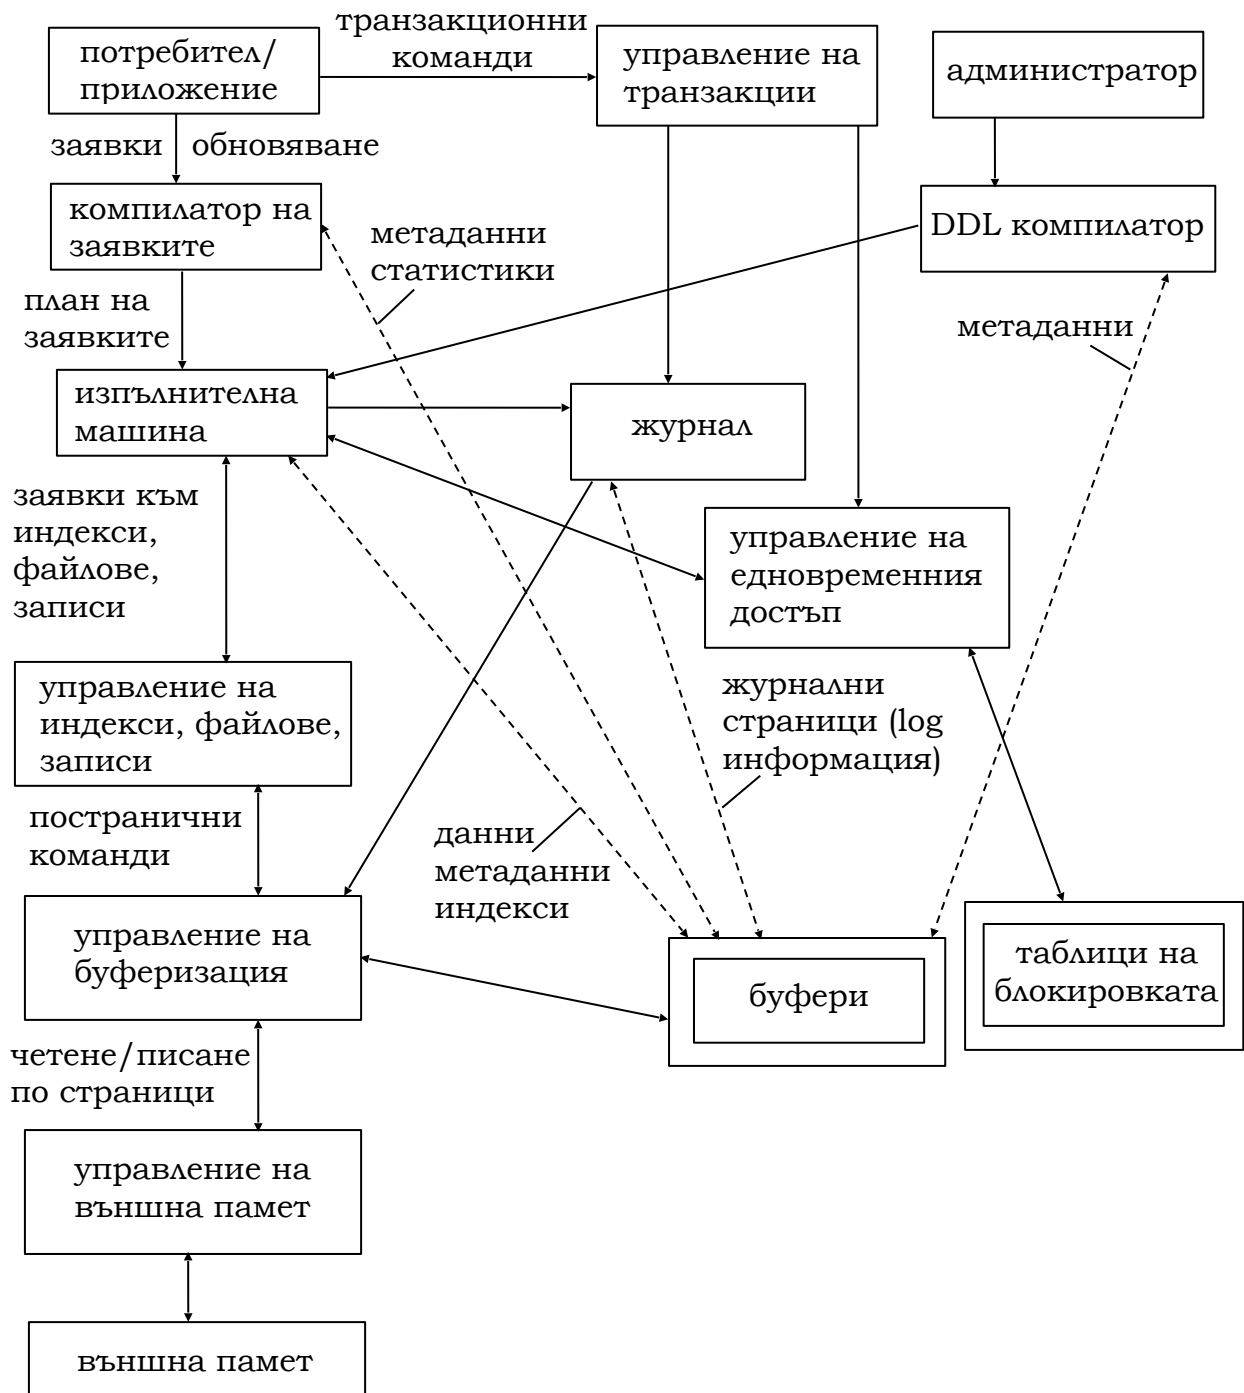 транзакционни
команди
потребител/
приложение
управление на
транзакции
администратор
заявки
обновяване
компилатор на
заявките
метаданни
статистики
DDL компилатор
план на
заявките
метаданни
изпълнителна
машина
журнал
заявки към
индекси,
файлове,
записи
управление на
едновременния
достъп
управление на
индекси, файлове,
записи
журнални
страници (log
информация)
постранични
команди
данни
метаданни
индекси
управление на
буферизация
буфери
таблици на
блокировката
четене/писане
по страници
управление на
външна памет
външна памет